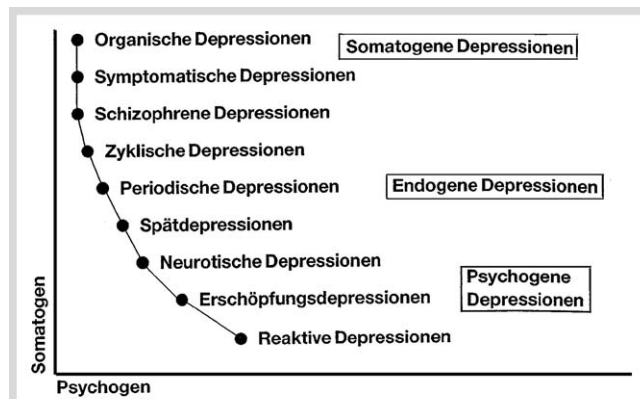 Organische Depressionen
Somatogene Depressionen
Symptomatische Depressionen
Schizophrene Depressionen
Zyklische Depressionen
Periodische Depressionen
Endogene Depressionen
Spätdepressionen
Neurotische Depressionen
Psychogene
Depressionen
Erschöpfungsdepressionen
Reaktive Depressionen
Somatogen
Psychogen